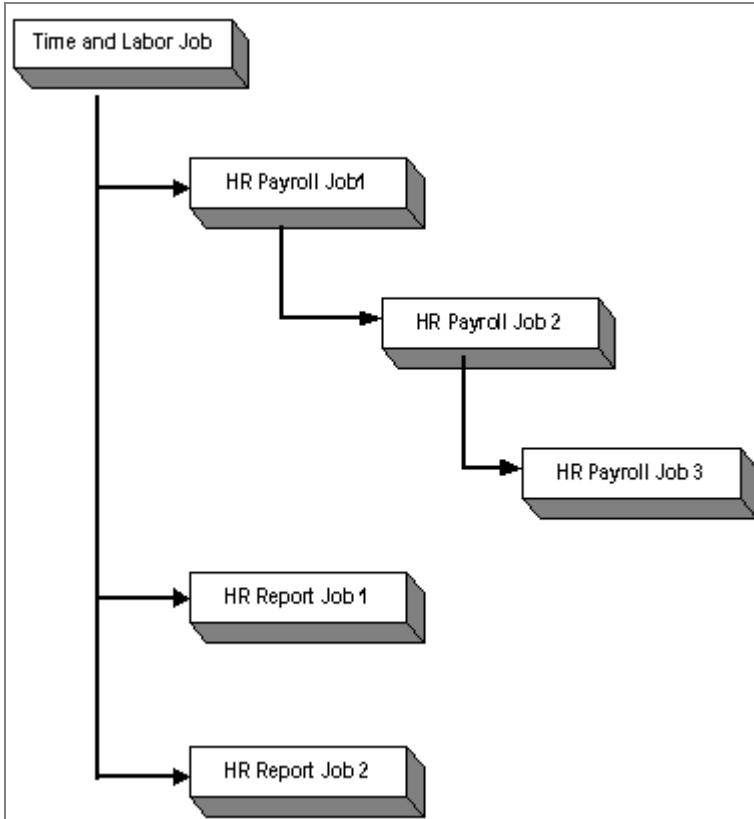 Time and Labor Job
HR Payroll Job1
HR Payroll Job 2
HR Payroll Job 3
HR Report Job 1
HR Report Job 2